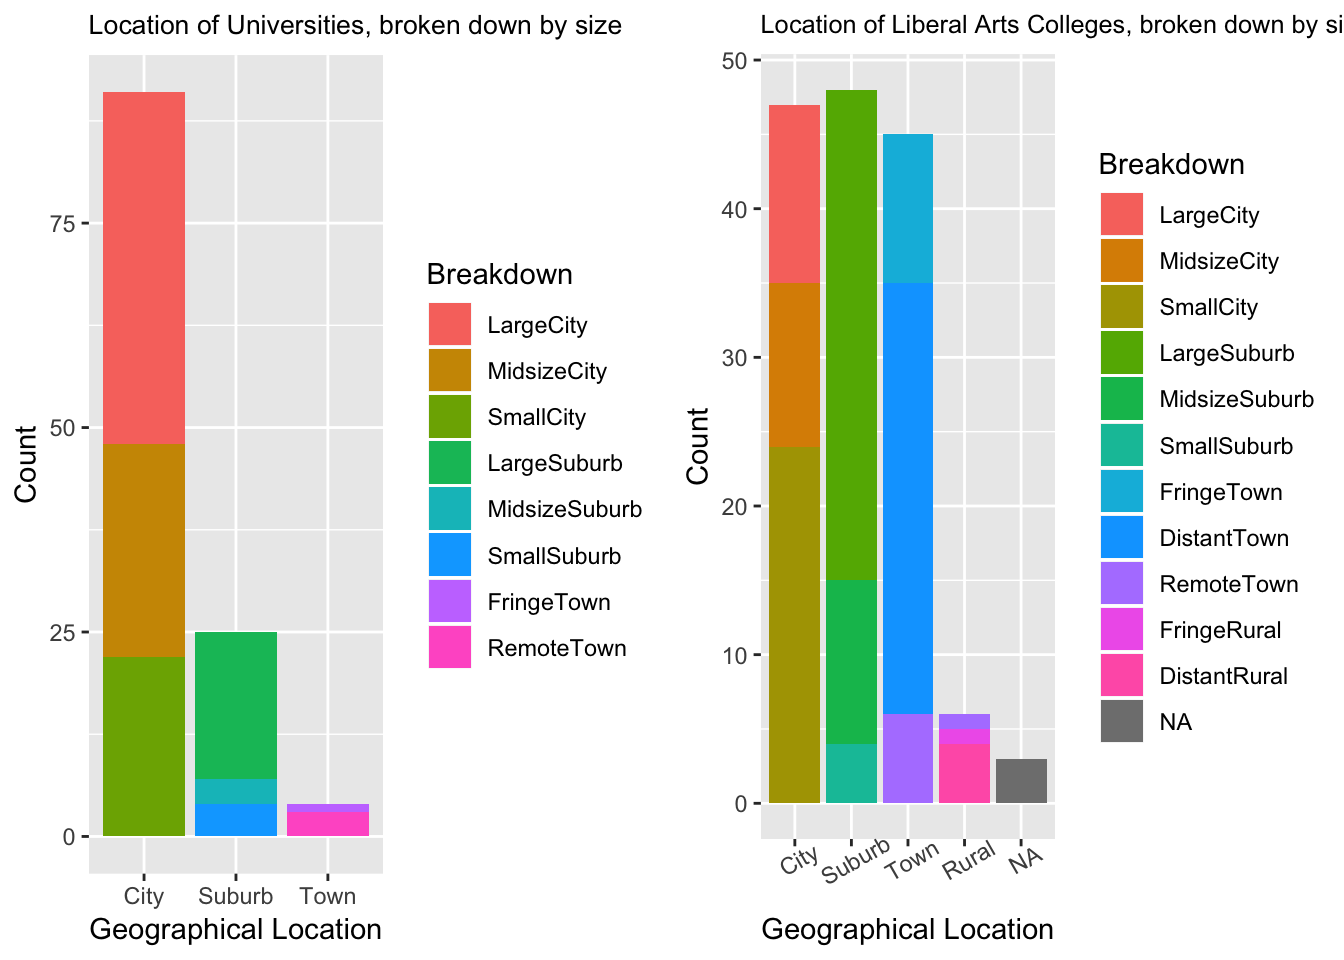 Location of Universities, broken down by size
75
50
25
0
Count
City Suburb Town
Geographical Location
Breakdown
LargeCity
MidsizeCity
SmallCity
LargeSuburb
MidsizeSuburb
SmallSuburb
FringeTown
RemoteTown
Location of Liberal Arts Colleges, broken down by si
50
40
30
20
10
0
Count
City Suburb Town Rural NA
Geographical Location
Breakdown
LargeCity
MidsizeCity
SmallCity
LargeSuburb
MidsizeSuburb
SmallSuburb
FringeTown
DistantTown
RemoteTown
FringeRural
DistantRural
NA